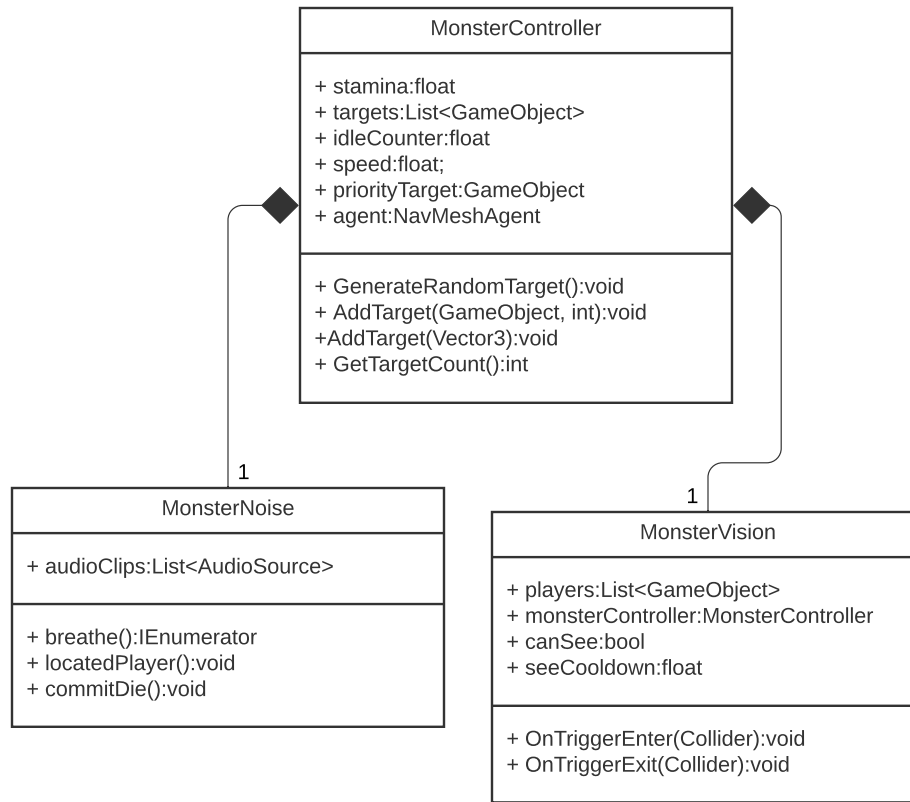 MonsterController
+ stamina:float
+ targets:List<GameObject>
+ idleCounter:float
+ speed:float;
+ priorityTarget:GameObject
+ agent:NavMeshAgent
+ GenerateRandomTarget():void
+ AddTarget(GameObject, int):void
+AddTarget(Vector3):void
+ GetTargetCount():int
1
MonsterNoise
+ audioClips:List<AudioSource>
+ breathe():IEnumerator
+ locatedPlayer():void
+ commitDie():void
1
MonsterVision
+ players:List<GameObject>
+ monsterController:MonsterController
+ canSee:bool
+ seeCooldown:float
+ OnTriggerEnter(Collider):void
+ OnTriggerExit(Collider):void